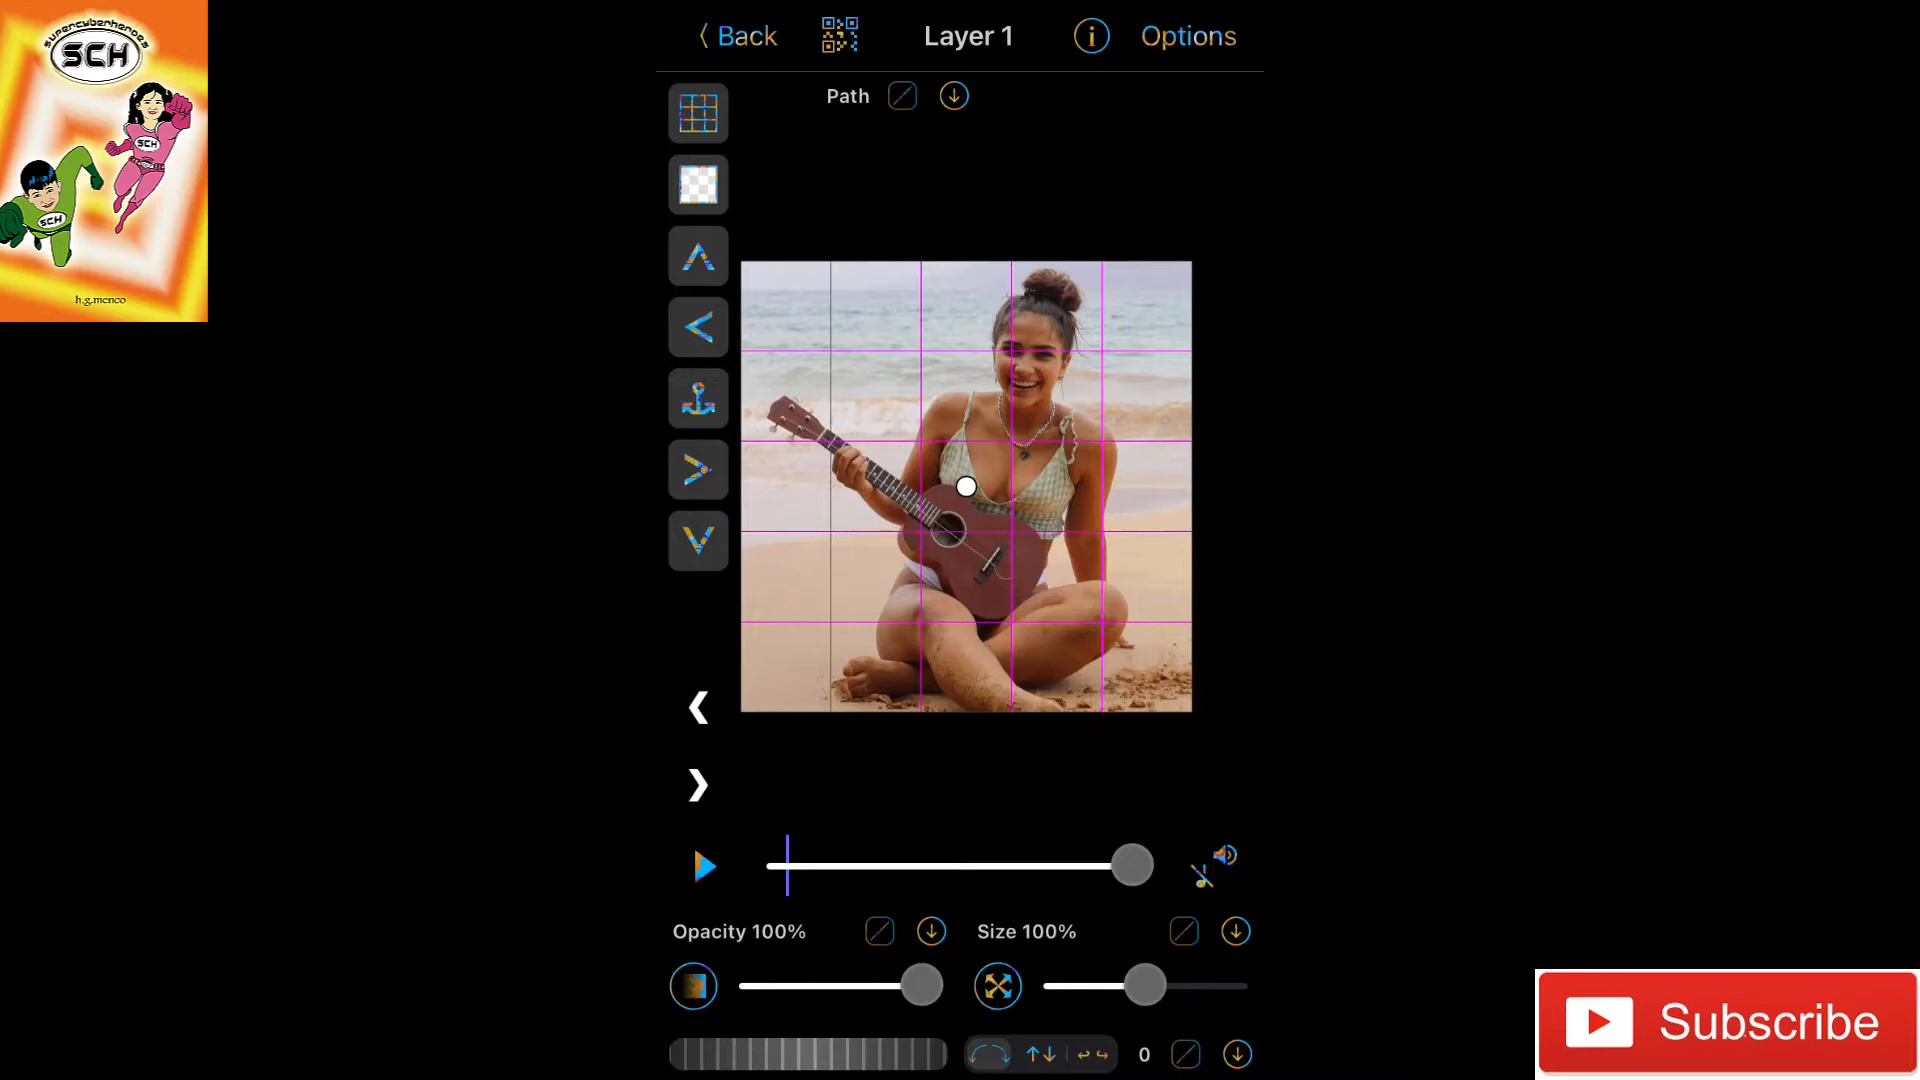 supercyberheroes
SCH
SCH
SCH
h.g.menco
Back
Layer 1
i
Options
Path
Opacity 100%
Size 100%
0
Subscribe